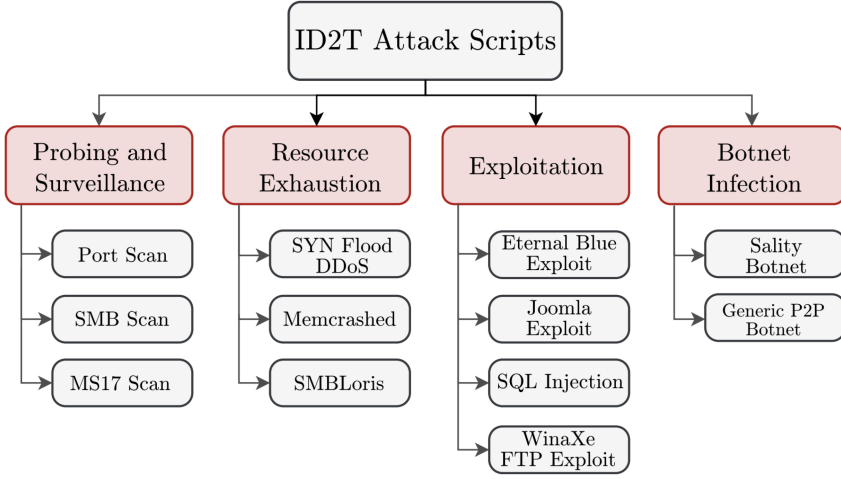 ID2T Attack Scripts
Probing and
Surveillance
Port Scan
SMB Scan
MS17 Scan
Resource
Exhaustion
SYN Flood
DDoS
Memcrashed
SMBLoris
Exploitation
Eternal Blue
Exploit
Joomla
Exploit
SQL Injection
WinaXe
FTP Exploit
Botnet
Infection
Sality
Botnet
Generic P2P
Botnet